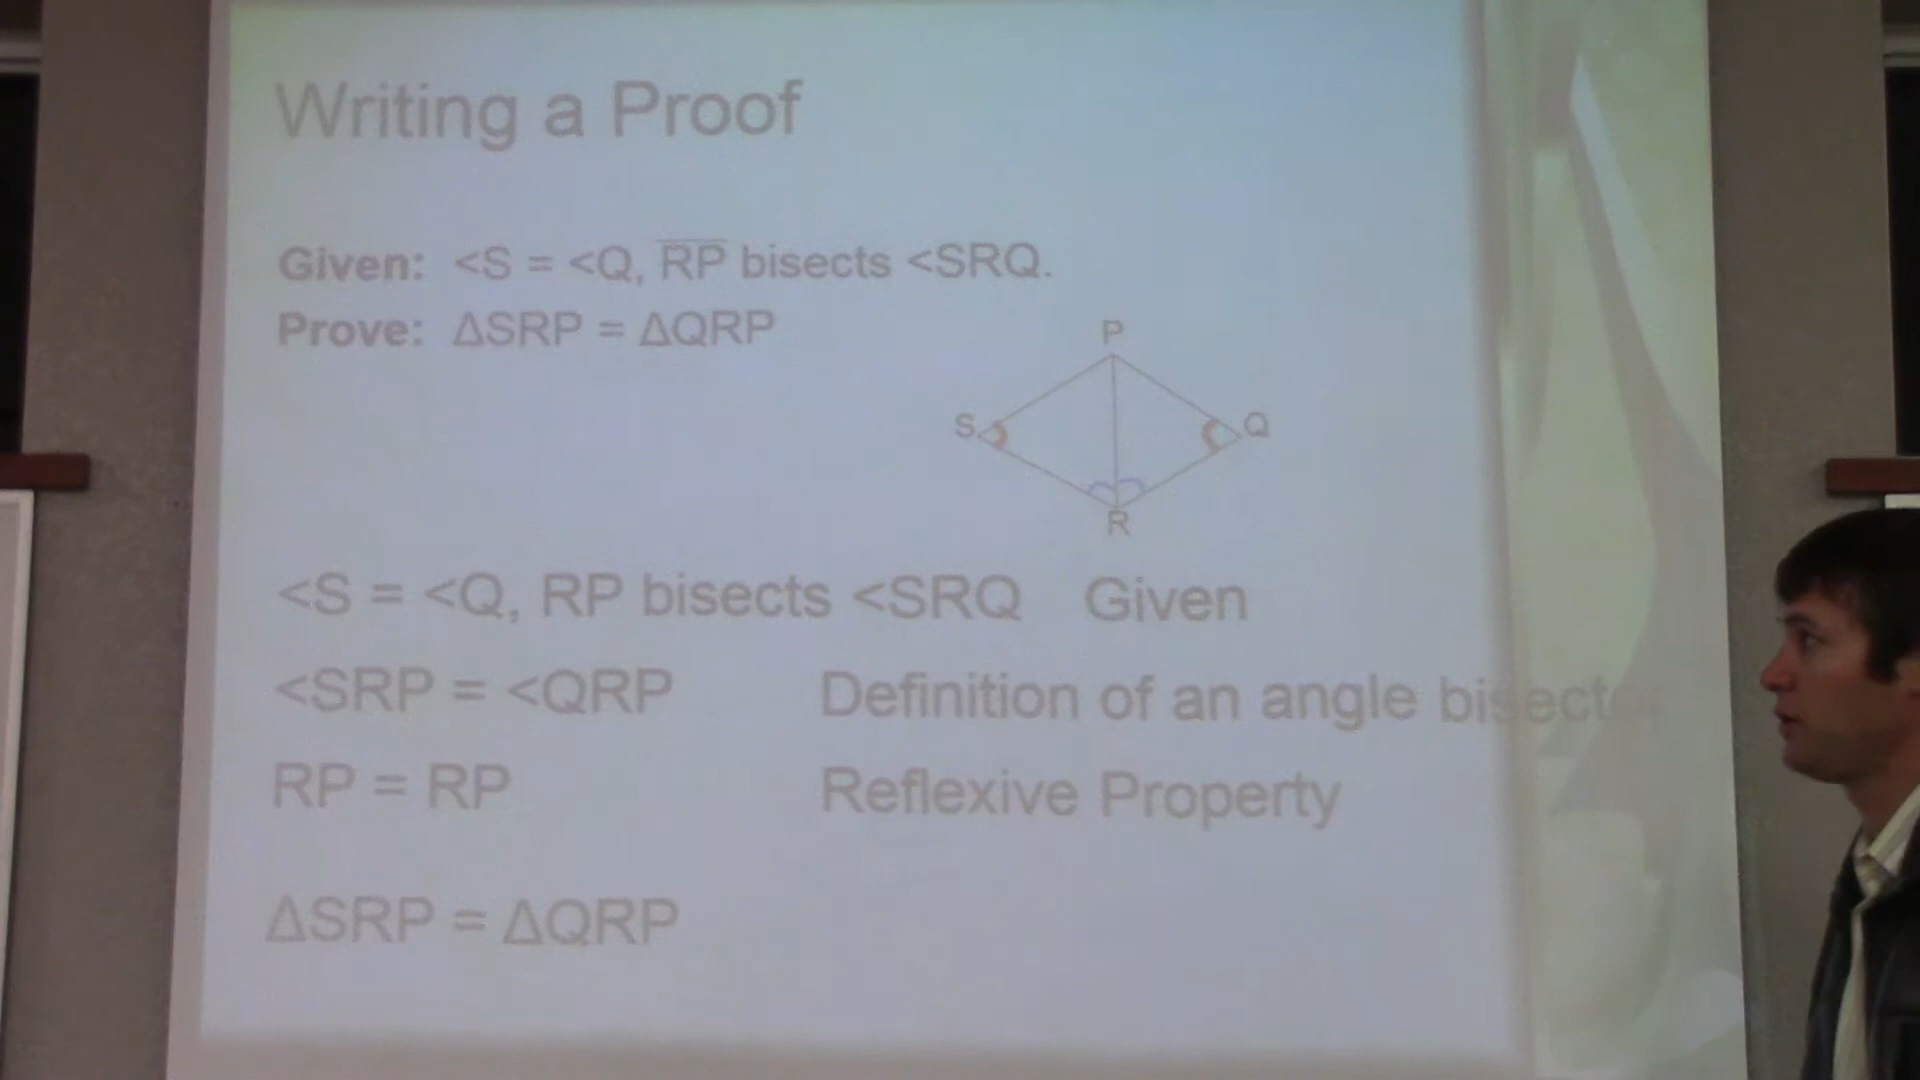 Writing a Proof
Given: <S = <Q, RP bisects <SRQ.
Prove: ΔSRP = ΔQRP
P
S
Q
R
<S = <Q, RP bisects <SRQ Given
<SRP = <QRP Definition of an angle bisector
RP = RP Reflexive Property
ΔSRP = ΔQRP